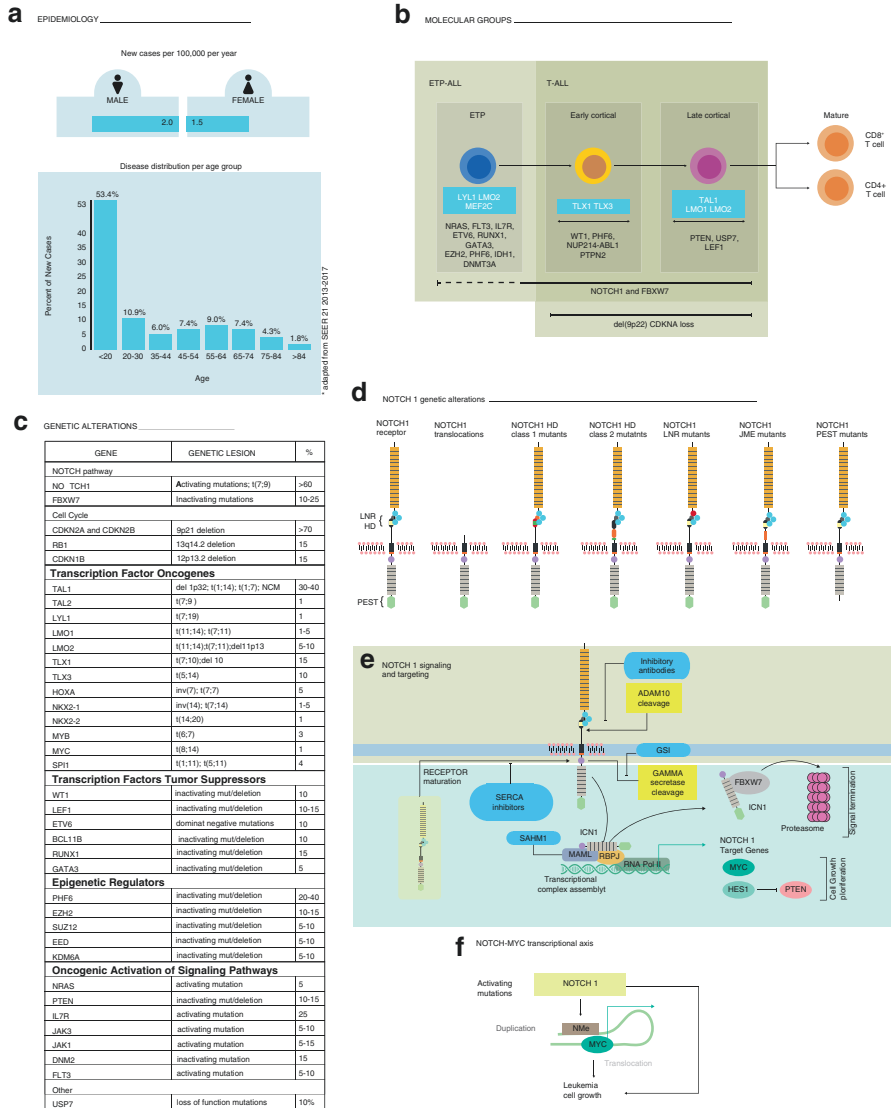 a EPIDEMIOLOGY
New cases per 100,000 per year
MALE FEMALE
2.0 1.5
Disease distribution per age group
Percent of New Cases
53
40
35
30
25
20
15
10
5
0
53.4% 10.9% 6.0% 7.4% 9.0% 7.4% 4.3% 1.8%
<20 20-30 35-44 45-54 55-64 65-74 75-84 >84
Age
* adapted from SEER 21 2013-2017
b MOLECULAR GROUPS
ETP-ALL T-ALL
ETP Early cortical Late cortical Mature
CD8+
T cell
CD4+
T cell
LYL1 LMO2
MEF2C
TLX1 TLX3
TAL1
LMO1 LMO2
NRAS, FLT3, IL7R,
ETV6, RUNX1,
GATA3,
EZH2, PHF6, IDH1,
DNMT3A
WT1, PHF6,
NUP214-ABL1
PTPN2
PTEN, USP7,
LEF1
NOTCH1 and FBXW7
del(9p22) CDKNA loss
c GENETIC ALTERATIONS
GENE GENETIC LESION %
NOTCH pathway
NO TCH1 Activating mutations; t(7;9) >60
FBXW7 Inactivating mutations 10-25
Cell Cycle
CDKN2A and CDKN2B 9p21 deletion >70
RB1 13q14.2 deletion 15
CDKN1B 12p13.2 deletion 15
Transcription Factor Oncogenes
TAL1 del 1p32; t(1;14); t(1;7); NCM 30-40
TAL2 t(7;9 ) 1
LYL1 t(7;19) 1
LMO1 t(11;14); t(7;11) 1-5
LMO2 t(11;14);t(7;11);del11p13 5-10
TLX1 t(7;10);del 10 15
TLX3 t(5;14) 10
HOXA inv(7); t(7;7) 5
NKX2-1 inv(14); t(7;14) 1-5
NKX2-2 t(14;20) 1
MYB t(6;7) 3
MYC t(8;14) 1
SPI1 t(1;11); t(5;11) 4
Transcription Factors Tumor Suppressors
WT1 inactivating mut/deletion 10
LEF1 inactivating mut/deletion 10-15
ETV6 dominat negative mutations 10
BCL11B inactivating mut/deletion 10
RUNX1 inactivating mut/deletion 15
GATA3 inactivating mut/deletion 5
Epigenetic Regulators
PHF6 inactivating mut/deletion 20-40
EZH2 inactivating mut/deletion 10-15
SUZ12 inactivating mut/deletion 5-10
EED inactivating mut/deletion 5-10
KDM6A inactivating mut/deletion 5-10
Oncogenic Activation of Signaling Pathways
NRAS activating mutation 5
PTEN inactivating mut/deletion 10-15
IL7R activating mutation 25
JAK3 activating mutation 5-10
JAK1 activating mutation 5-15
DNM2 inactivating mutation 15
FLT3 activating mutation 5-10
Other
USP7 loss of function mutations 10%
d NOTCH 1 genetic alterations
NOTCH1
receptor
NOTCH1
translocations
NOTCH1 HD
class 1 mutants
NOTCH1 HD
class 2 mutatnts
NOTCH1
LNR mutants
NOTCH1
JME mutants
NOTCH1
PEST mutants
LNR
HD
PEST
e NOTCH 1 signaling
and targeting
Inhibitory
antibodies
ADAM10
cleavage
GSI
GAMMA
secretase
cleavage
RECEPTOR
maturation
SERCA
inhibitors
SAHM1
ICN1
MAML RBPJ
RNA Pol II
Transcriptional
complex assemblyt
FBXW7
ICN1
Proteasome
Signal termination
NOTCH 1
Target Genes
MYC
HES1 PTEN
Cell Growth
ploriferation
f NOTCH-MYC transcriptional axis
Activating
mutations
NOTCH 1
Duplication
NMe
MYC
Translocation
Leukemia
cell growth